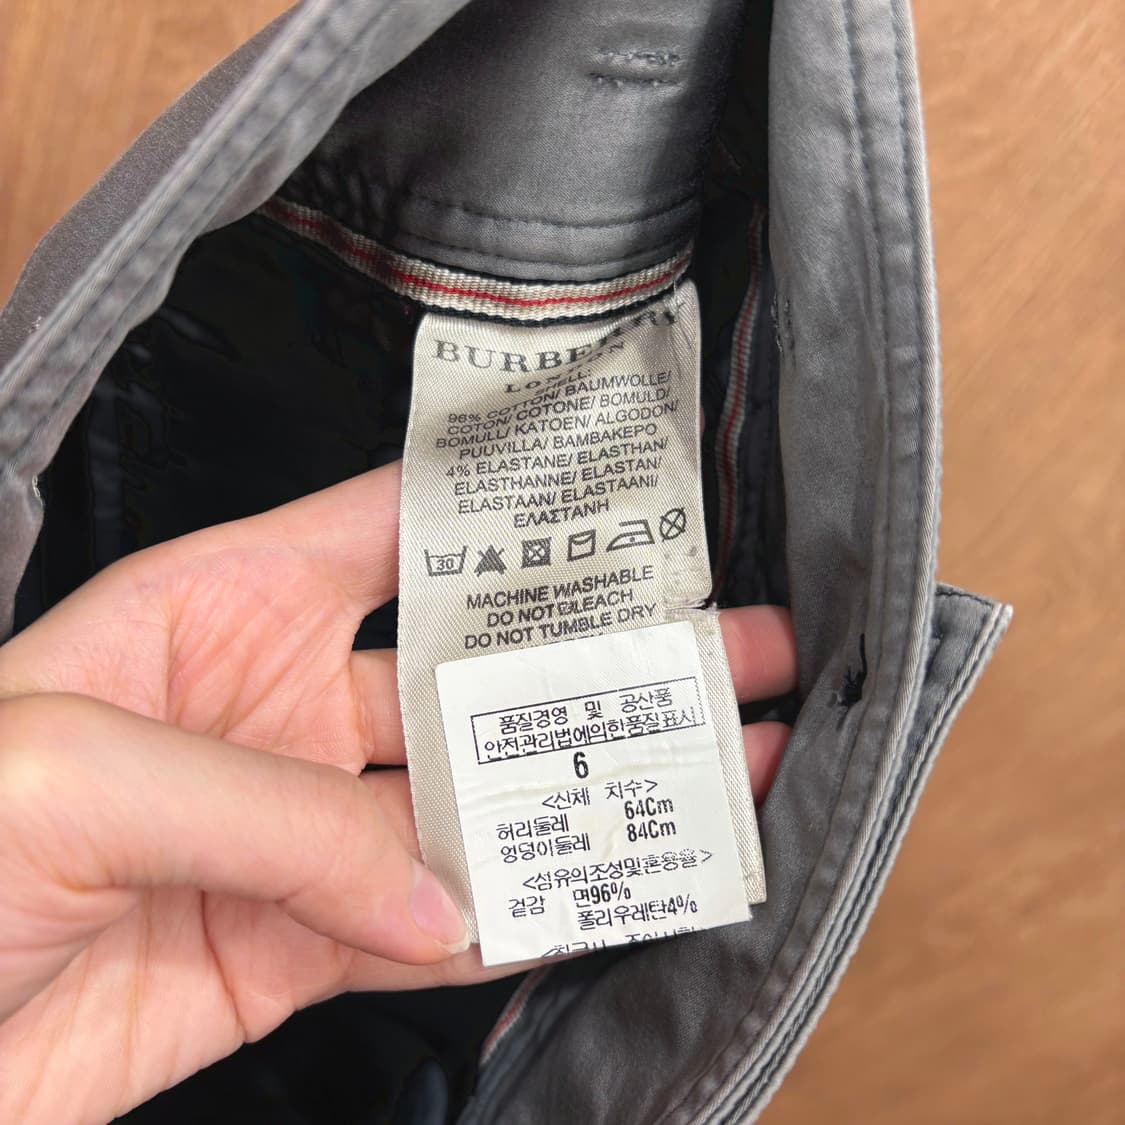 BURBERRY
LONDON
SHELL:
96% COTTON/ BAUMWOLLE/
COTON/ COTONE/ BOMULD/
BOMULL/ KATOEN/ ALGODON/
PUUVILLA/ BAMBAKEPO
4% ELASTANE/ ELASTHAN/
ELASTHANNE/ ELASTAN/
ELASTAAN/ ELASTAANI/
ΕΛΑΣΤΑΝΗ
30
MACHINE WASHABLE
DO NOT BLEACH
DO NOT TUMBLE DRY
품질경영 및 공산품
안전관리법에의한품질표시
6
<신체 치수>
허리둘레 64Cm
엉덩이둘레 84Cm
<섬유의조성및혼용율>
겉감 면96%
폴리우레탄4%